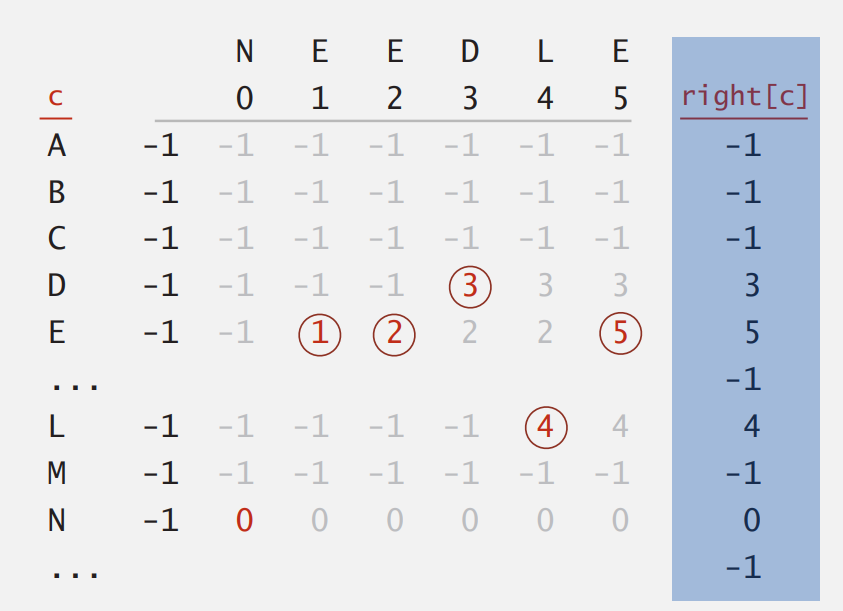 N E E D L E
c 0 1 2 3 4 5 right[c]
A -1 -1 -1 -1 -1 -1 -1 -1
B -1 -1 -1 -1 -1 -1 -1 -1
C -1 -1 -1 -1 -1 -1 -1 -1
D -1 -1 -1 -1 3 3 3 3
E -1 -1 1 2 2 2 5 5
... -1
L -1 -1 -1 -1 -1 4 4 4
M -1 -1 -1 -1 -1 -1 -1 -1
N -1 0 0 0 0 0 0 0
... -1